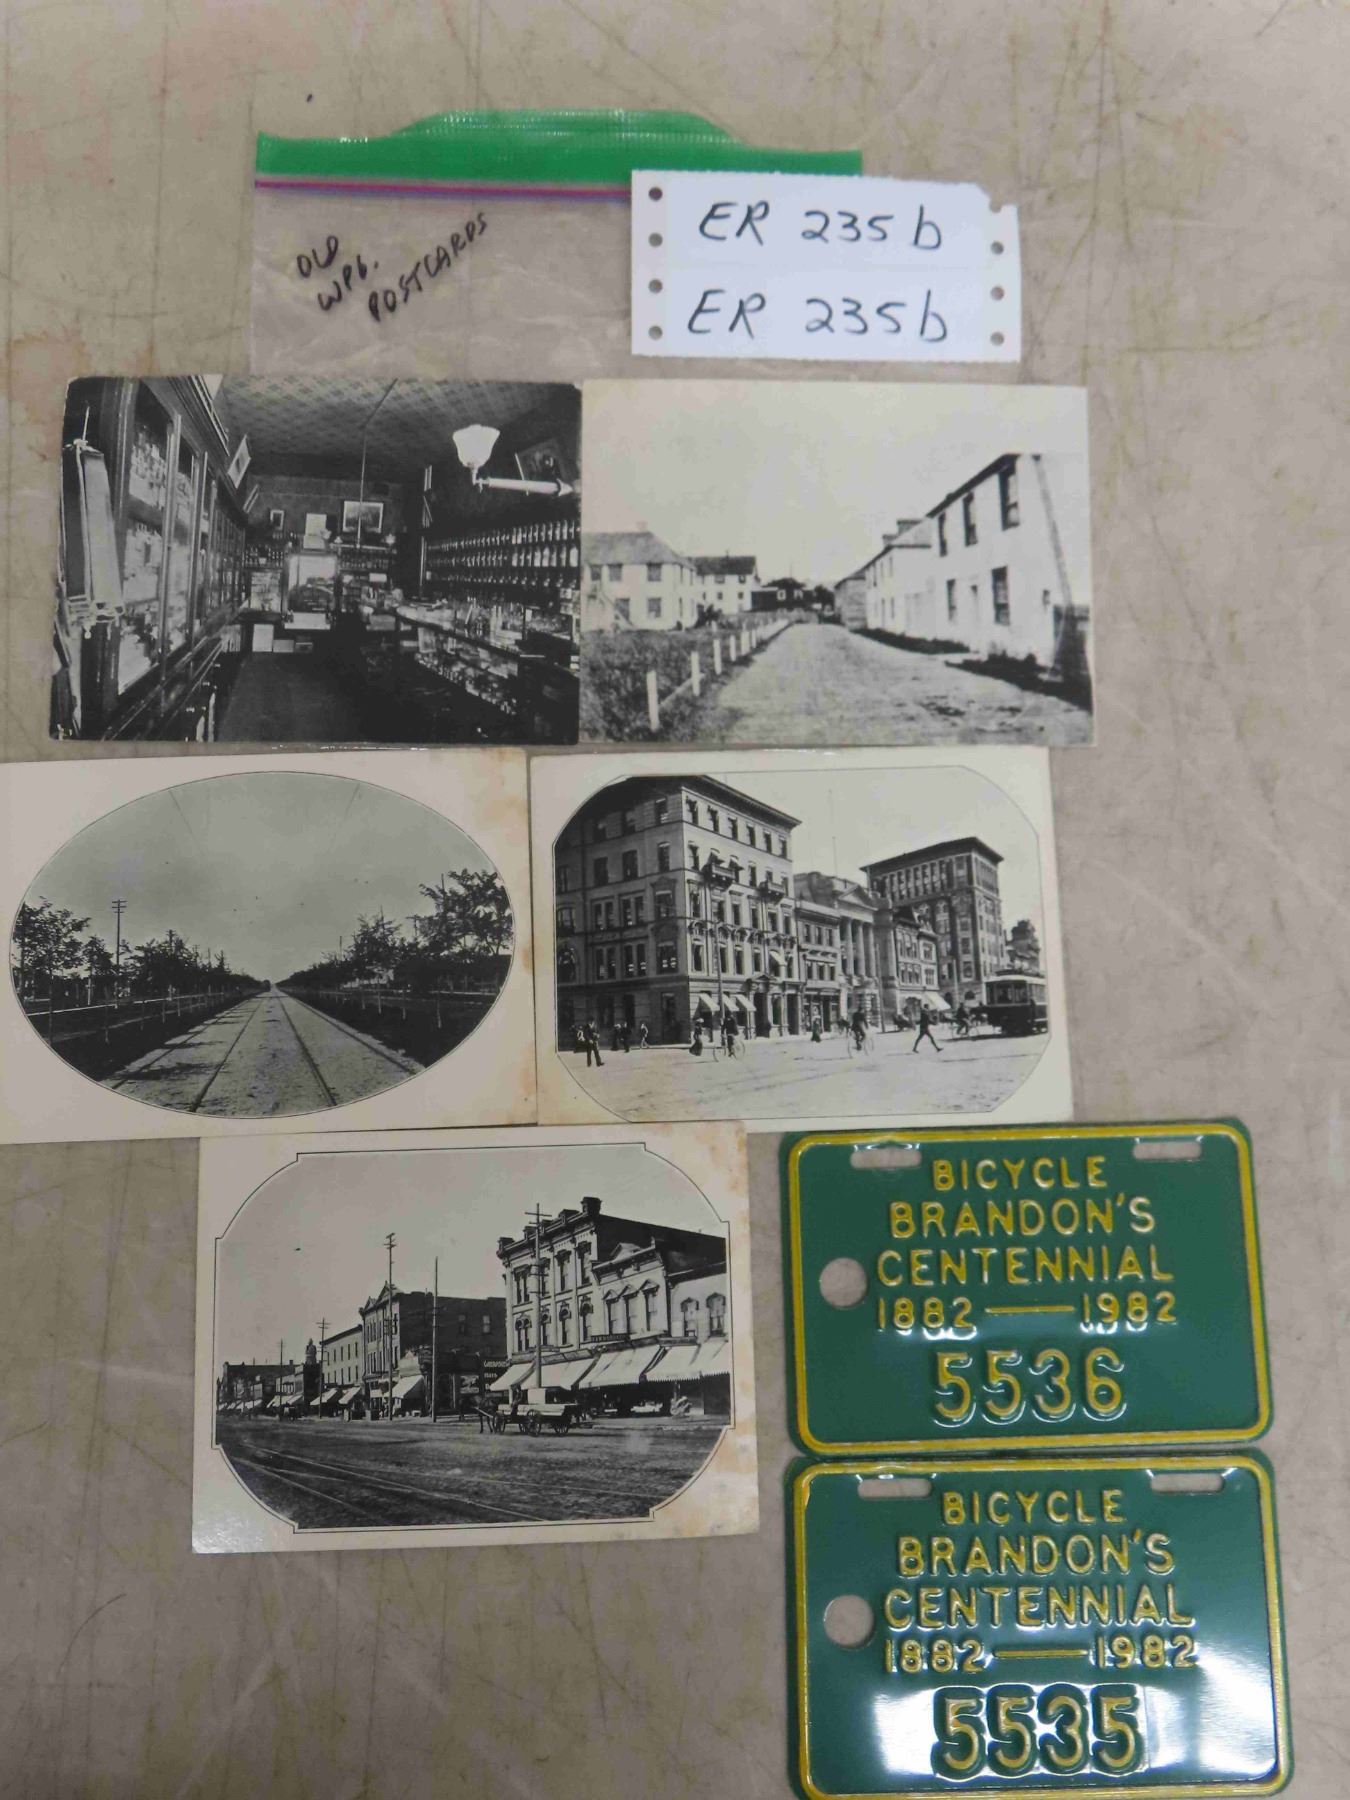 OLD
WPG.
POSTCARDS
ER 235b
ER 235b
BICYCLE
BRANDON'S
CENTENNIAL
1882 — 1982
5536
BICYCLE
BRANDON'S
CENTENNIAL
1882 — 1982
5535